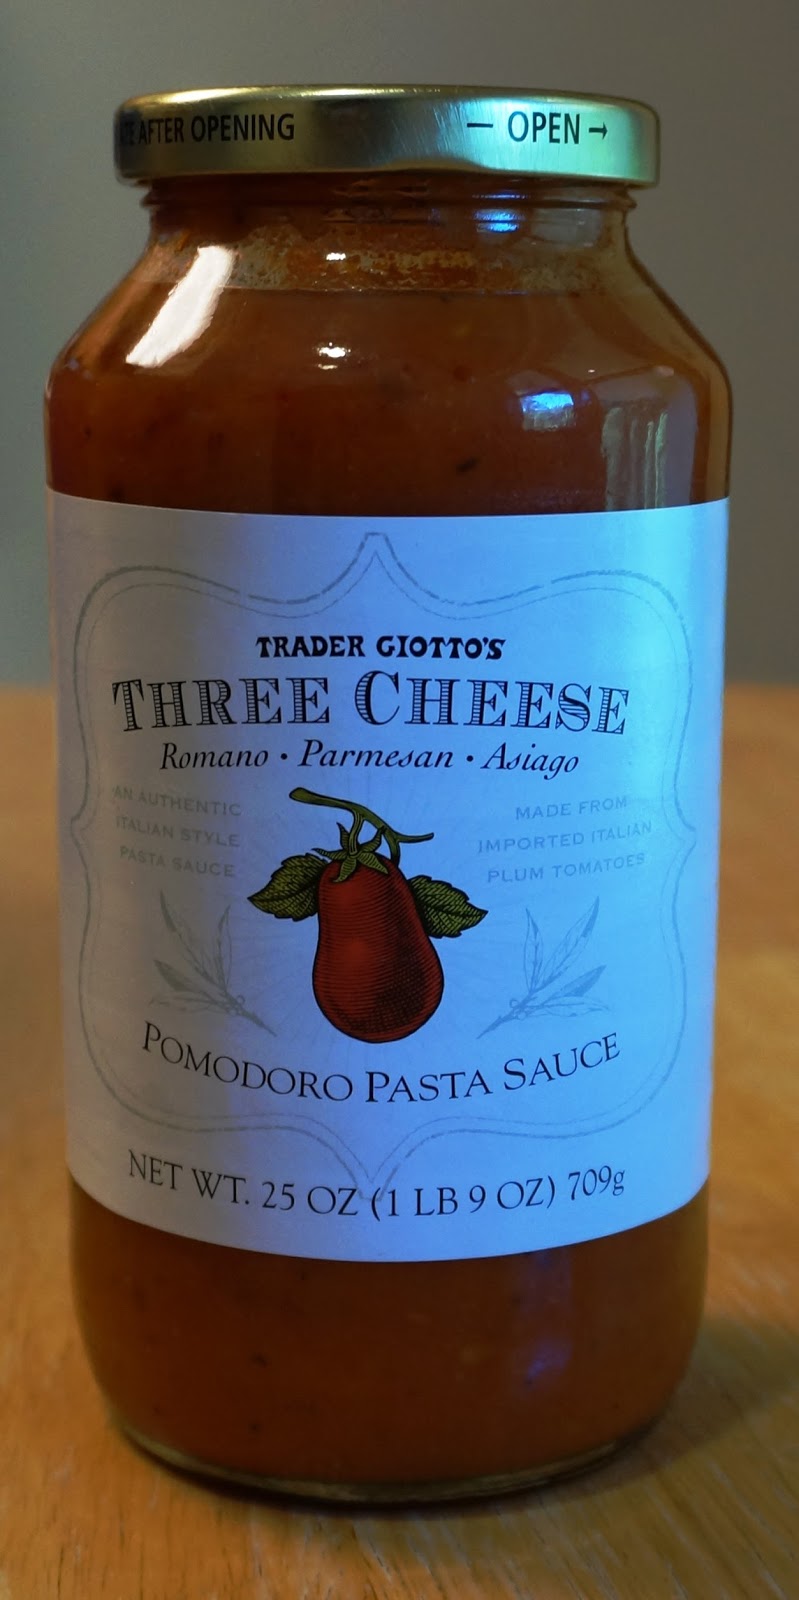 AFTER OPENING
— OPEN →
TRADER GIOTTO'S
THREE CHEESE
Romano • Parmesan • Asiago
AN AUTHENTIC
ITALIAN STYLE
PASTA SAUCE
MADE FROM
IMPORTED ITALIAN
PLUM TOMATOES
POMODORO PASTA SAUCE
NET WT. 25 OZ (1 LB 9 OZ) 709g